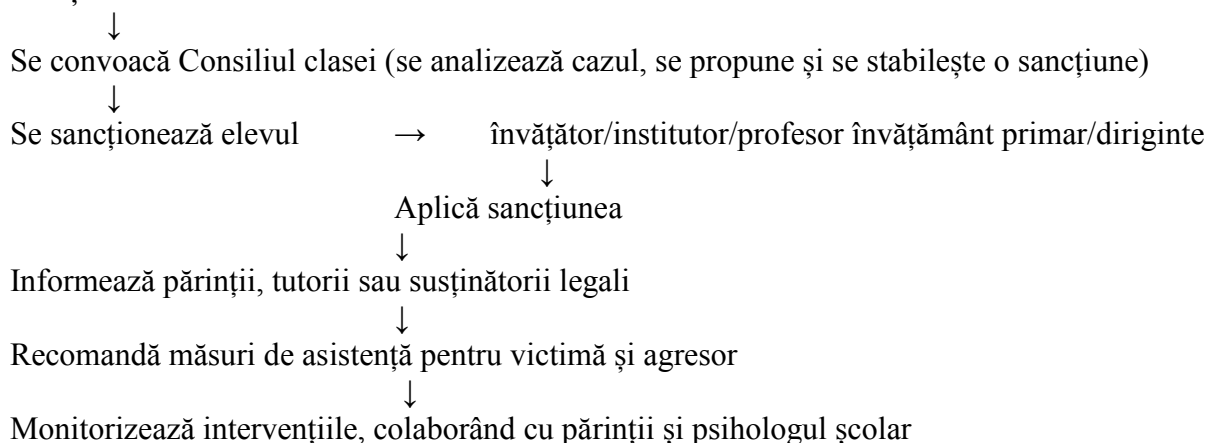 ↓
Se convoacă Consiliul clasei (se analizează cazul, se propune și se stabilește o sancțiune)
↓
Se sancționează elevul → învățător/institutor/profesor învățământ primar/diriginte
↓
Aplică sancțiunea
↓
Informează părinții, tutorii sau susținătorii legali
↓
Recomandă măsuri de asistență pentru victimă și agresor
↓
Monitorizează intervențiile, colaborând cu părinții și psihologul școlar